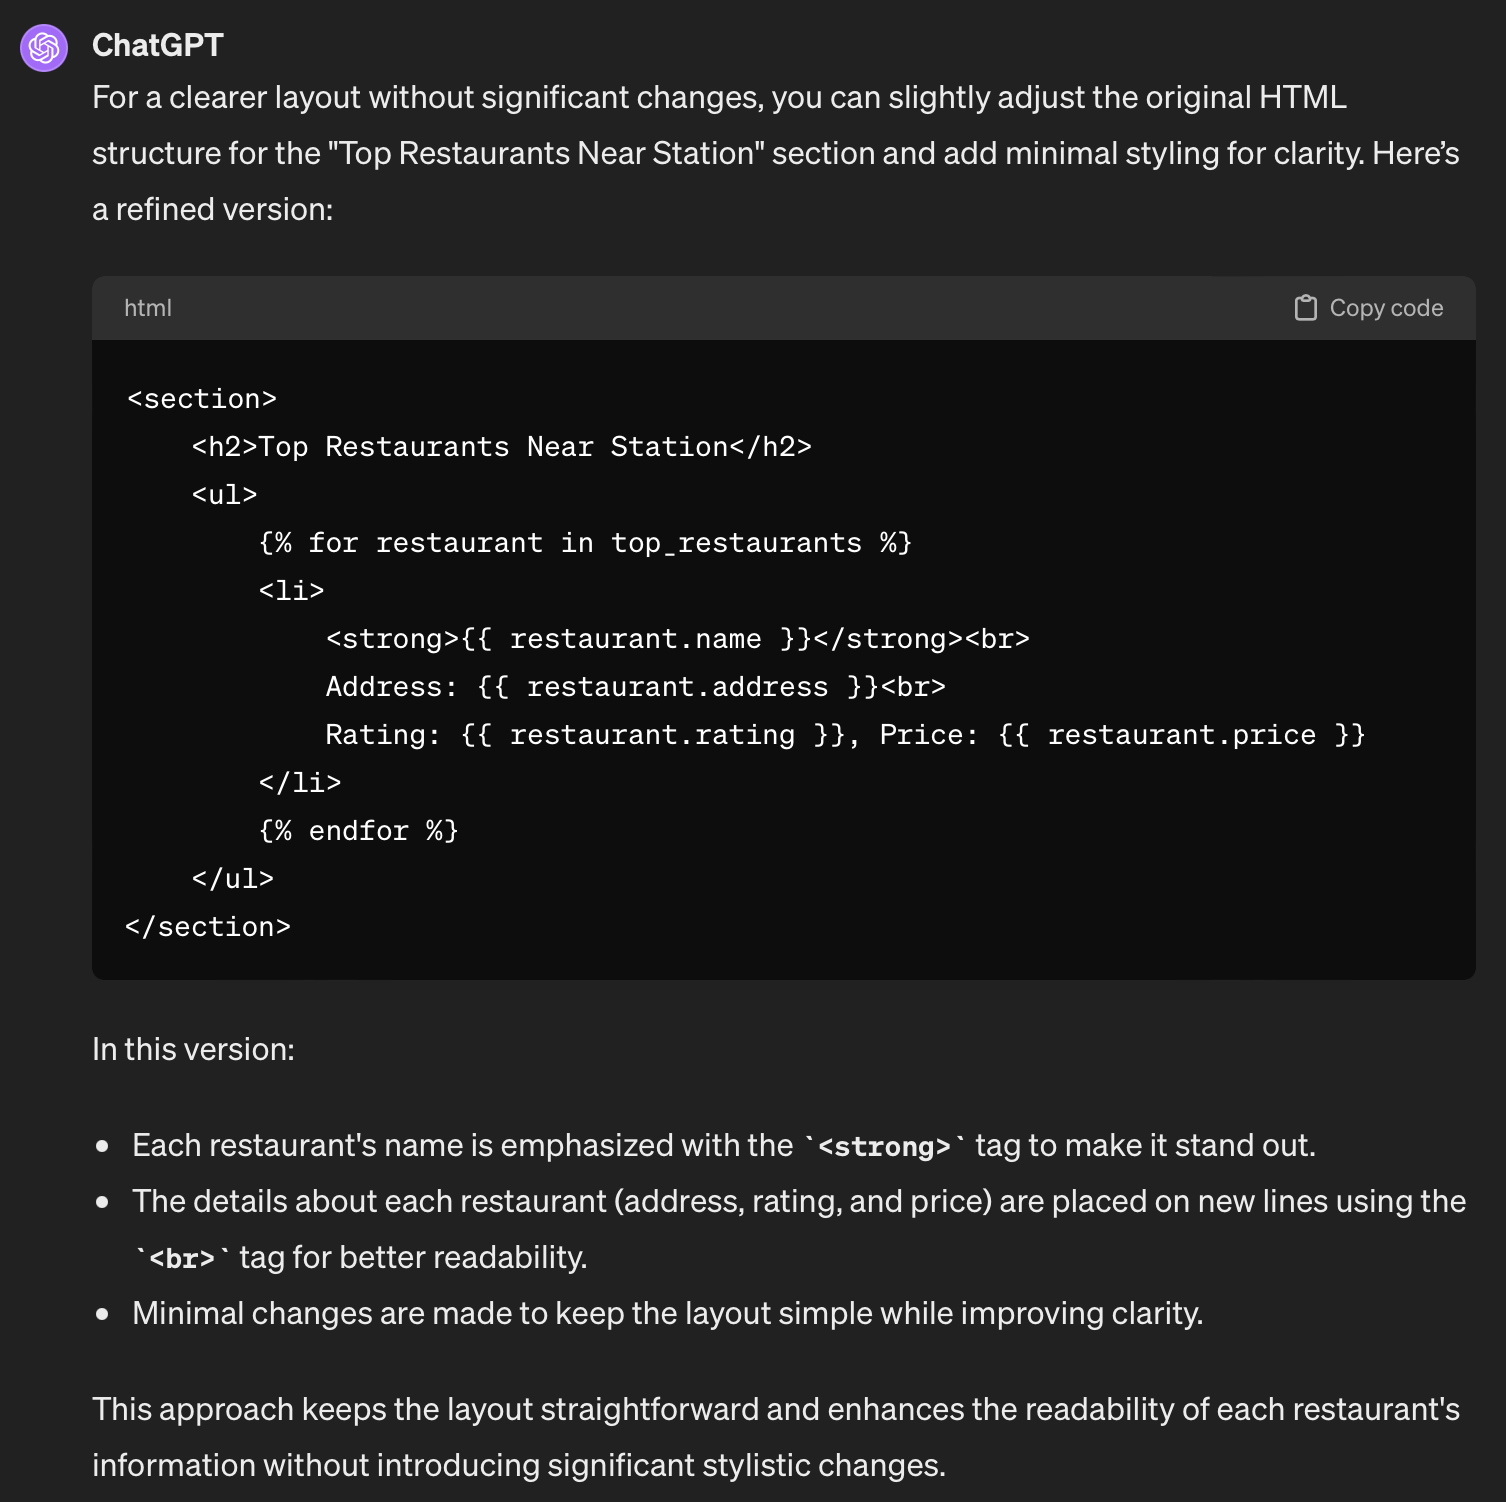 ChatGPT
For a clearer layout without significant changes, you can slightly adjust the original HTML
structure for the "Top Restaurants Near Station" section and add minimal styling for clarity. Here’s
a refined version:
html
Copy code
<section>
    <h2>Top Restaurants Near Station</h2>
    <ul>
        {% for restaurant in top_restaurants %}
        <li>
            <strong>{{ restaurant.name }}</strong><br>
            Address: {{ restaurant.address }}<br>
            Rating: {{ restaurant.rating }}, Price: {{ restaurant.price }}
        </li>
        {% endfor %}
    </ul>
</section>
In this version:
• Each restaurant's name is emphasized with the `<strong>` tag to make it stand out.
• The details about each restaurant (address, rating, and price) are placed on new lines using the
`<br>` tag for better readability.
• Minimal changes are made to keep the layout simple while improving clarity.
This approach keeps the layout straightforward and enhances the readability of each restaurant's
information without introducing significant stylistic changes.